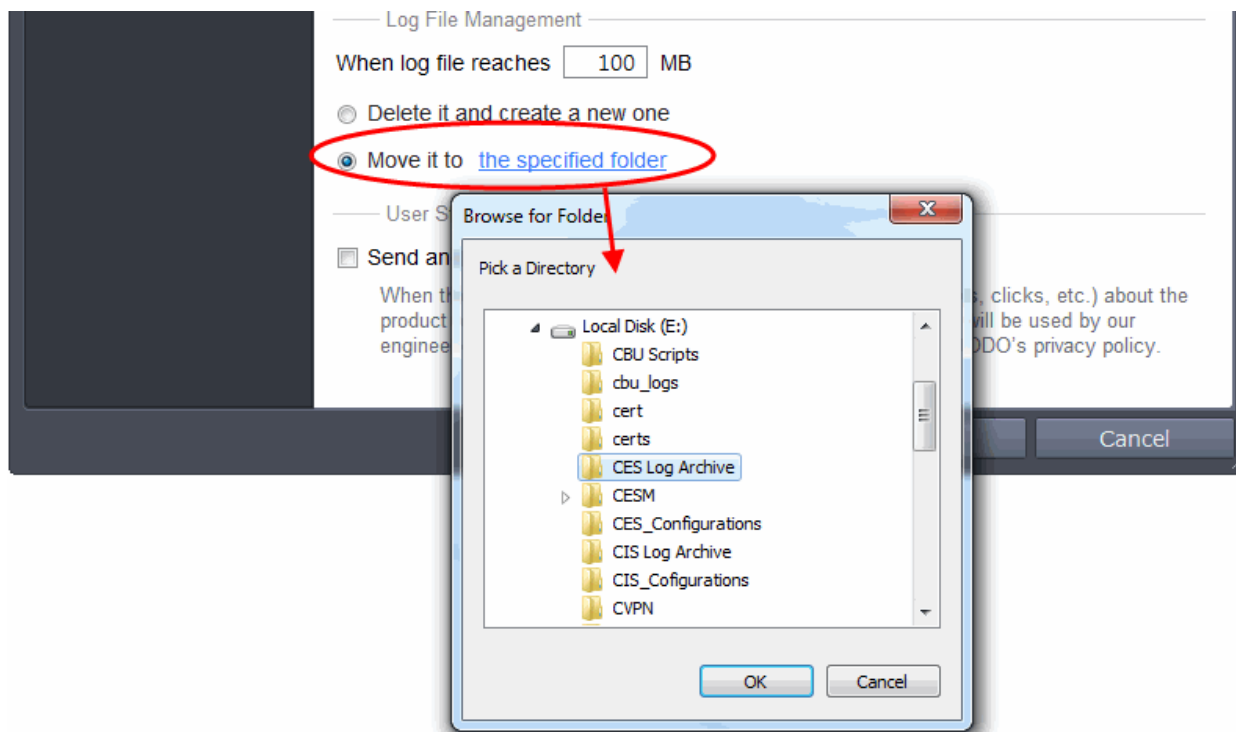 Log File Management
When log file reaches 100 MB
Delete it and create a new one
Move it to the specified folder
User S
Browse for Folder
Send an
Pick a Directory
When th
s, clicks, etc.) about the
product
will be used by our
enginee
ODO's privacy policy.
Local Disk (E:)
CBU Scripts
cbu_logs
cert
certs
CES Log Archive
CESM
CES_Configurations
CIS Log Archive
CIS_Cofigurations
CVPN
OK Cancel
Cancel